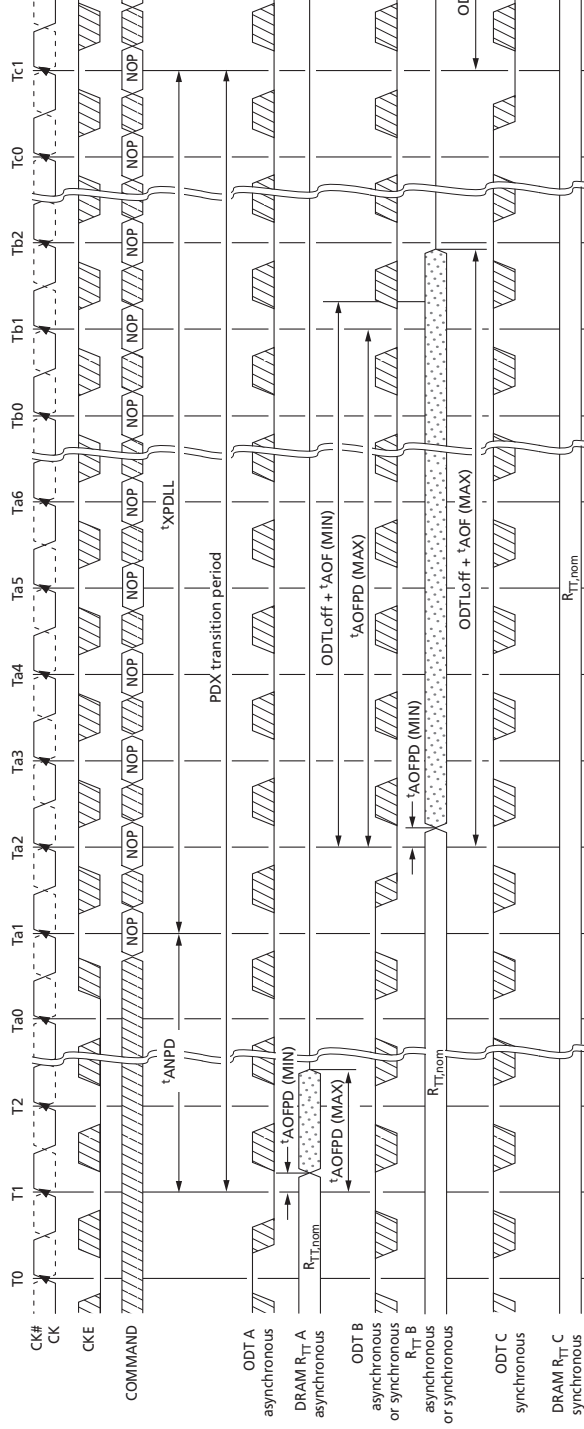 T0 T1 T2 Ta0 Ta1 Ta2 Ta3 Ta4 Ta5 Ta6 Tb0 Tb1 Tb2 Tc0 Tc1
CK#
CK
CKE
COMMAND NOP NOP NOP NOP NOP NOP NOP NOP NOP NOP NOP
tANPD tXPDLL
PDX transition period
ODT A
asynchronous
tAOFPD (MIN)
DRAM RTT A
asynchronous
RTT,nom
tAOFPD (MAX)
ODTLoff + tAOF (MIN)
tAOFPD (MAX)
ODT B
asynchronous
or synchronous
tAOFPD (MIN)
RTT B
asynchronous
or synchronous
RTT,nom
ODTLoff + tAOF (MAX)
OD
ODT C
synchronous
DRAM RTT C
synchronous
RTT,nom